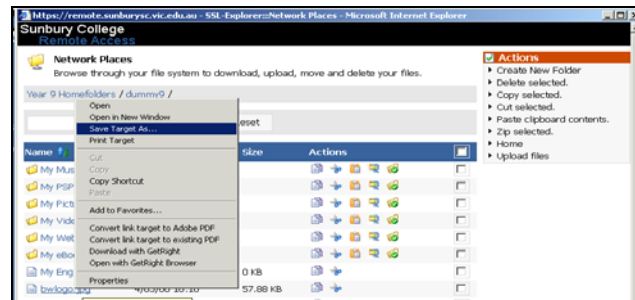 https://remote.sunburysc.vic.edu.au - SSL-Explorer:::Network Places - Microsoft Internet Explorer
Sunbury College
Remote Access
Network Places
Browse through your file system to download, upload, move and delete your files.
Year 9 Homefolders / dummy9 /
eset
Name Size Actions
My Mus
My PSP
My Pict
My Vide
My Web
My eBo
My Eng 0 KB
bwlogo.jpg 57.88 KB
Open
Open in New Window
Save Target As...
Print Target
Cut
Copy
Copy Shortcut
Paste
Add to Favorites...
Convert link target to Adobe PDF
Convert link target to existing PDF
Download with GetRight
Open with GetRight Browser
Properties
Actions
Create New Folder
Delete selected.
Copy selected.
Cut selected.
Paste clipboard contents.
Zip selected.
Home
Upload files